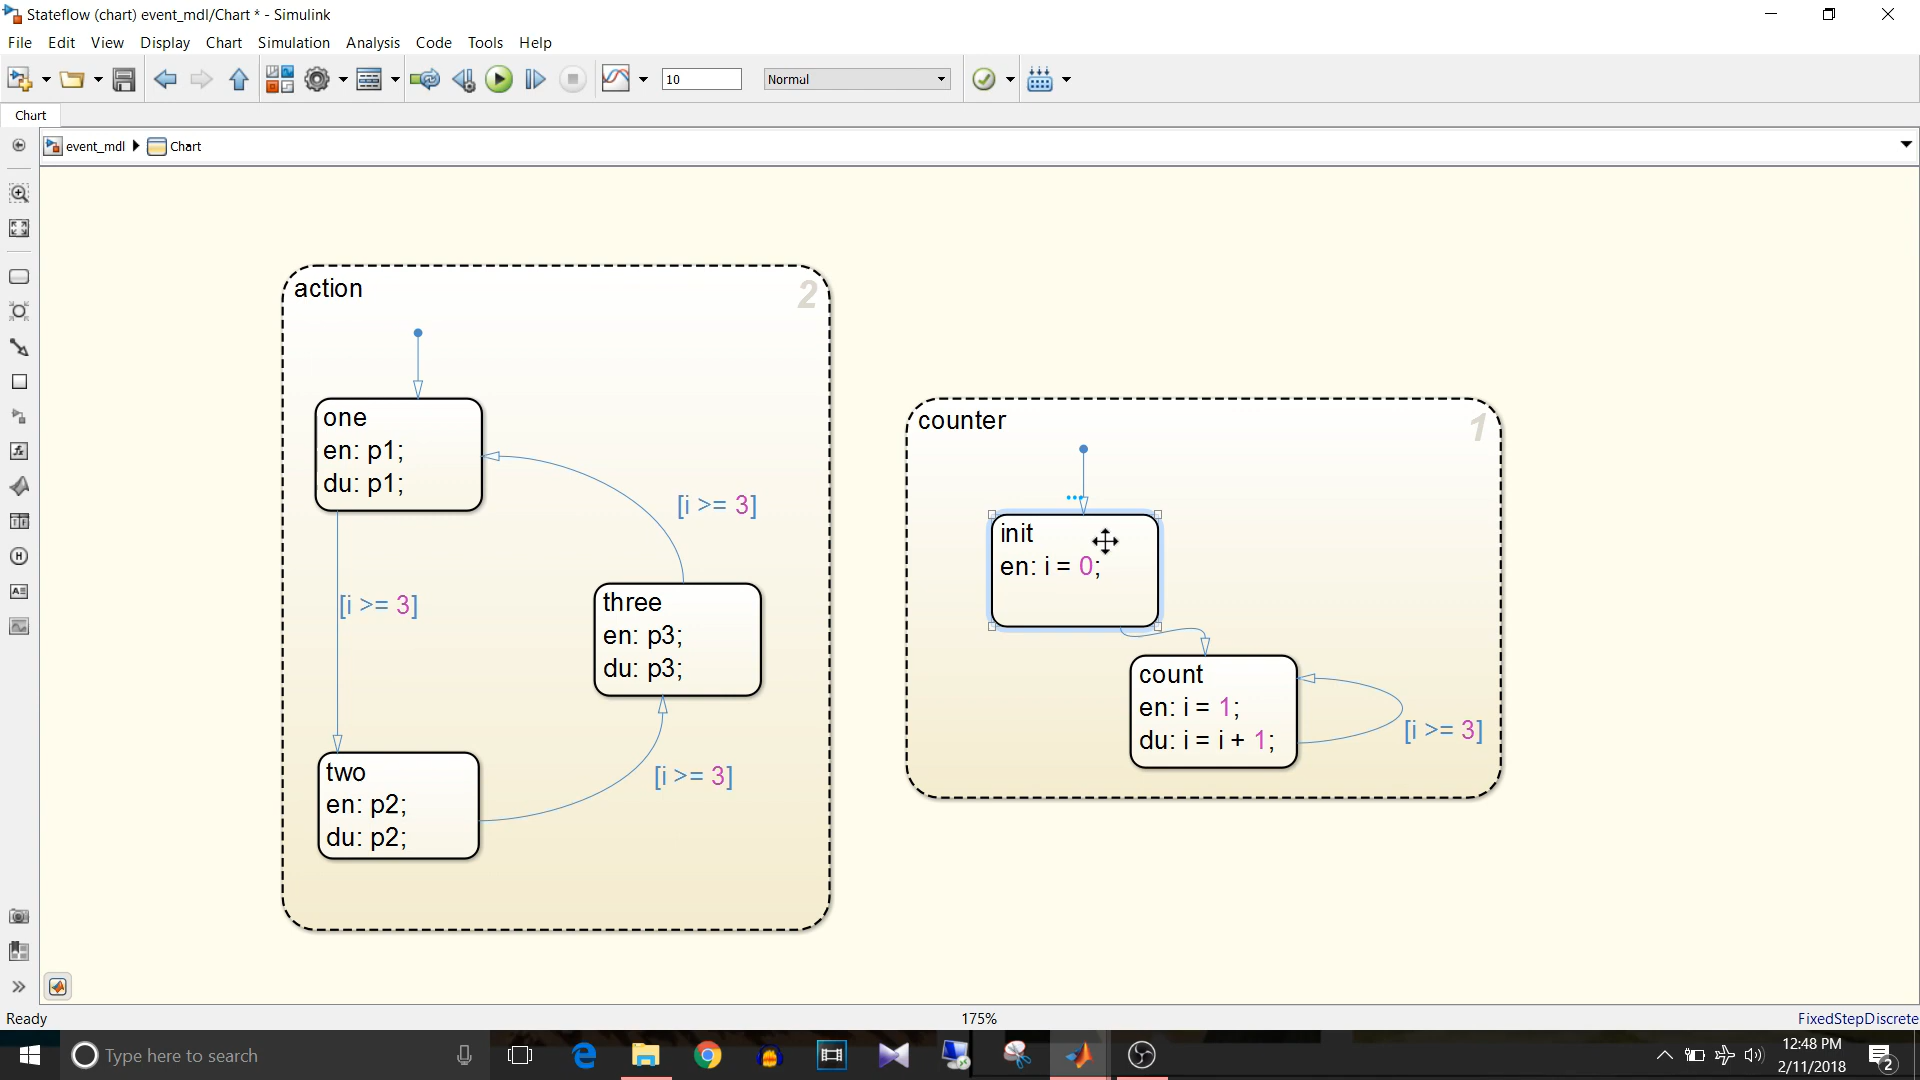 Stateflow (chart) event_mdl/Chart * - Simulink
File Edit View Display Chart Simulation Analysis Code Tools Help
10
Normal
Chart
event_mdl Chart
action
2
one
en: p1;
du: p1;
[i >= 3]
[i >= 3]
three
en: p3;
du: p3;
two
en: p2;
du: p2;
[i >= 3]
counter
1
init
en: i = 0;
count
en: i = 1;
du: i = i + 1;
[i >= 3]
Ready
175%
FixedStepDiscrete
Type here to search
12:48 PM
2/11/2018
2